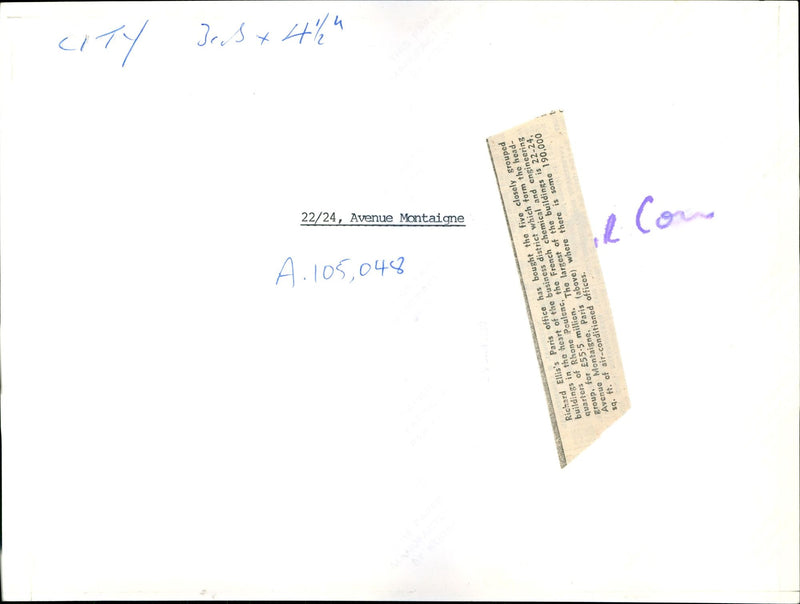 CITY 3 x 4½"
22/24, Avenue Montaigne
A.105,048
Richard Ellis's Paris office has bought the five closely grouped
buildings in the heart of the business district which form the head-
quarters of Rhone Poulenc, the French chemical and engineering
group, for £55·5 million. The largest of the buildings is 22-24,
Avenue Montaigne, Paris (above) where there is some 190,000
sq. ft. of air-conditioned offices.